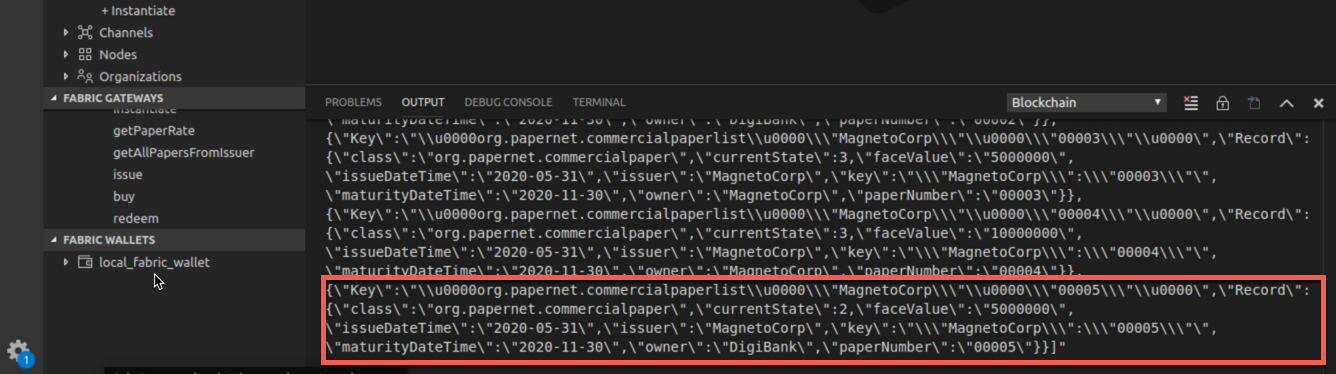 + Instantiate
Channels
Nodes
Organizations
FABRIC GATEWAYS
instantiate
getPaperRate
getAllPapersFromIssuer
issue
buy
redeem
FABRIC WALLETS
local_fabric_wallet
1
PROBLEMS OUTPUT DEBUG CONSOLE TERMINAL Blockchain
\"maturityDateTime\":\"2020-11-30\",\"owner\":\"DigiBank\",\"paperNumber\":\"00002\"}},
{\"Key\":\"\\u0000org.papernet.commercialpaperlist\\u0000\\\"MagnetoCorp\\\"\\u0000\\\"00003\\\"\\u0000\",\"Record\":
{\"class\":\"org.papernet.commercialpaper\",\"currentState\":3,\"faceValue\":\"5000000\",
\"issueDateTime\":\"2020-05-31\",\"issuer\":\"MagnetoCorp\",\"key\":\"\\\"MagnetoCorp\\\":\\\"00003\\\"\",
\"maturityDateTime\":\"2020-11-30\",\"owner\":\"MagnetoCorp\",\"paperNumber\":\"00003\"}},
{\"Key\":\"\\u0000org.papernet.commercialpaperlist\\u0000\\\"MagnetoCorp\\\"\\u0000\\\"00004\\\"\\u0000\",\"Record\":
{\"class\":\"org.papernet.commercialpaper\",\"currentState\":3,\"faceValue\":\"10000000\",
\"issueDateTime\":\"2020-05-31\",\"issuer\":\"MagnetoCorp\",\"key\":\"\\\"MagnetoCorp\\\":\\\"00004\\\"\",
\"maturityDateTime\":\"2020-11-30\",\"owner\":\"MagnetoCorp\",\"paperNumber\":\"00004\"}},
{\"Key\":\"\\u0000org.papernet.commercialpaperlist\\u0000\\\"MagnetoCorp\\\"\\u0000\\\"00005\\\"\\u0000\",\"Record\":
{\"class\":\"org.papernet.commercialpaper\",\"currentState\":2,\"faceValue\":\"5000000\",
\"issueDateTime\":\"2020-05-31\",\"issuer\":\"MagnetoCorp\",\"key\":\"\\\"MagnetoCorp\\\":\\\"00005\\\"\",
\"maturityDateTime\":\"2020-11-30\",\"owner\":\"DigiBank\",\"paperNumber\":\"00005\"}}]"